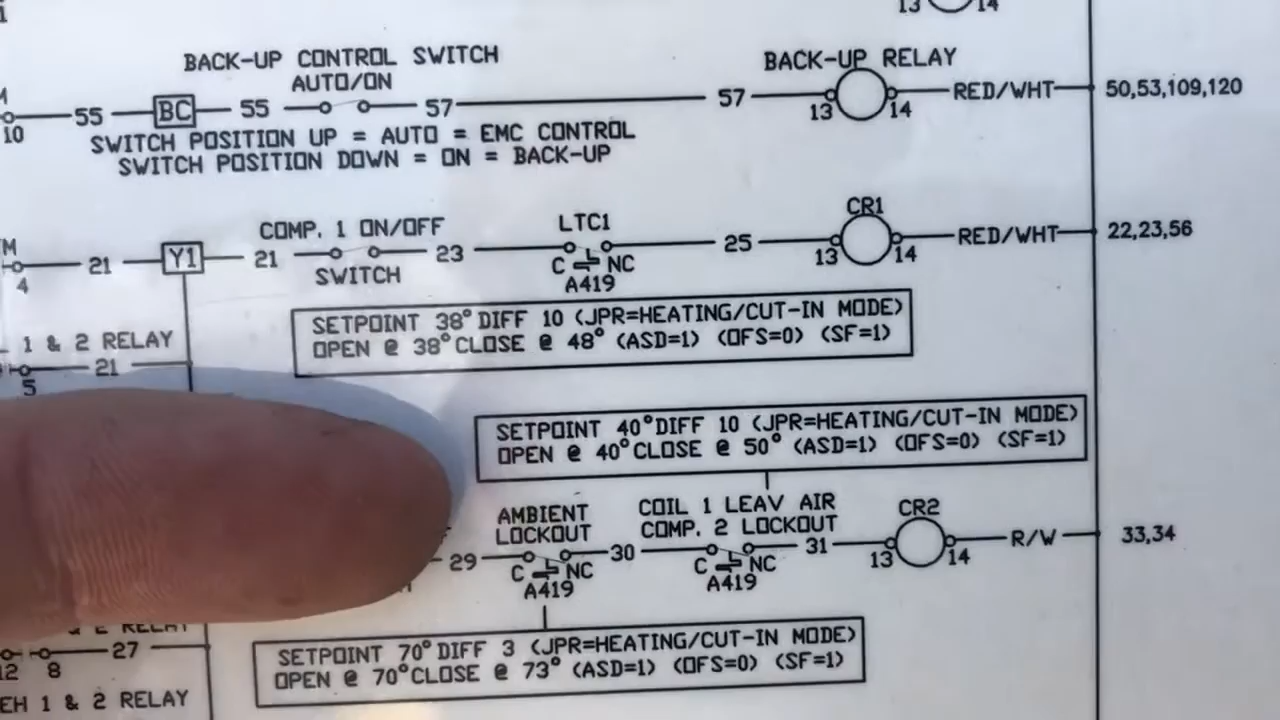 13 14
BACK-UP CONTROL SWITCH
AUTO/ON
BACK-UP RELAY
10 55 BC 55 57 57 13 14 RED/WHT 50,53,109,120
SWITCH POSITION UP = AUTO = EMC CONTROL
SWITCH POSITION DOWN = ON = BACK-UP
COMP. 1 ON/OFF LTC1 CR1
4 21 Y1 21 23 25 13 14 RED/WHT 22,23,56
SWITCH C NC
A419
SETPOINT 38° DIFF 10 (JPR=HEATING/CUT-IN MODE)
OPEN @ 38° CLOSE @ 48° (ASD=1) (OFS=0) (SF=1)
1 & 2 RELAY
5 21
SETPOINT 40° DIFF 10 (JPR=HEATING/CUT-IN MODE)
OPEN @ 40° CLOSE @ 50° (ASD=1) (OFS=0) (SF=1)
AMBIENT LOCKOUT
COIL 1 LEAV AIR
COMP. 2 LOCKOUT
CR2
29 30 31 13 14 R/W 33,34
C NC C NC
A419 A419
SETPOINT 70° DIFF 3 (JPR=HEATING/CUT-IN MODE)
OPEN @ 70° CLOSE @ 73° (ASD=1) (OFS=0) (SF=1)
RELAY
12 8 27
EH 1 & 2 RELAY